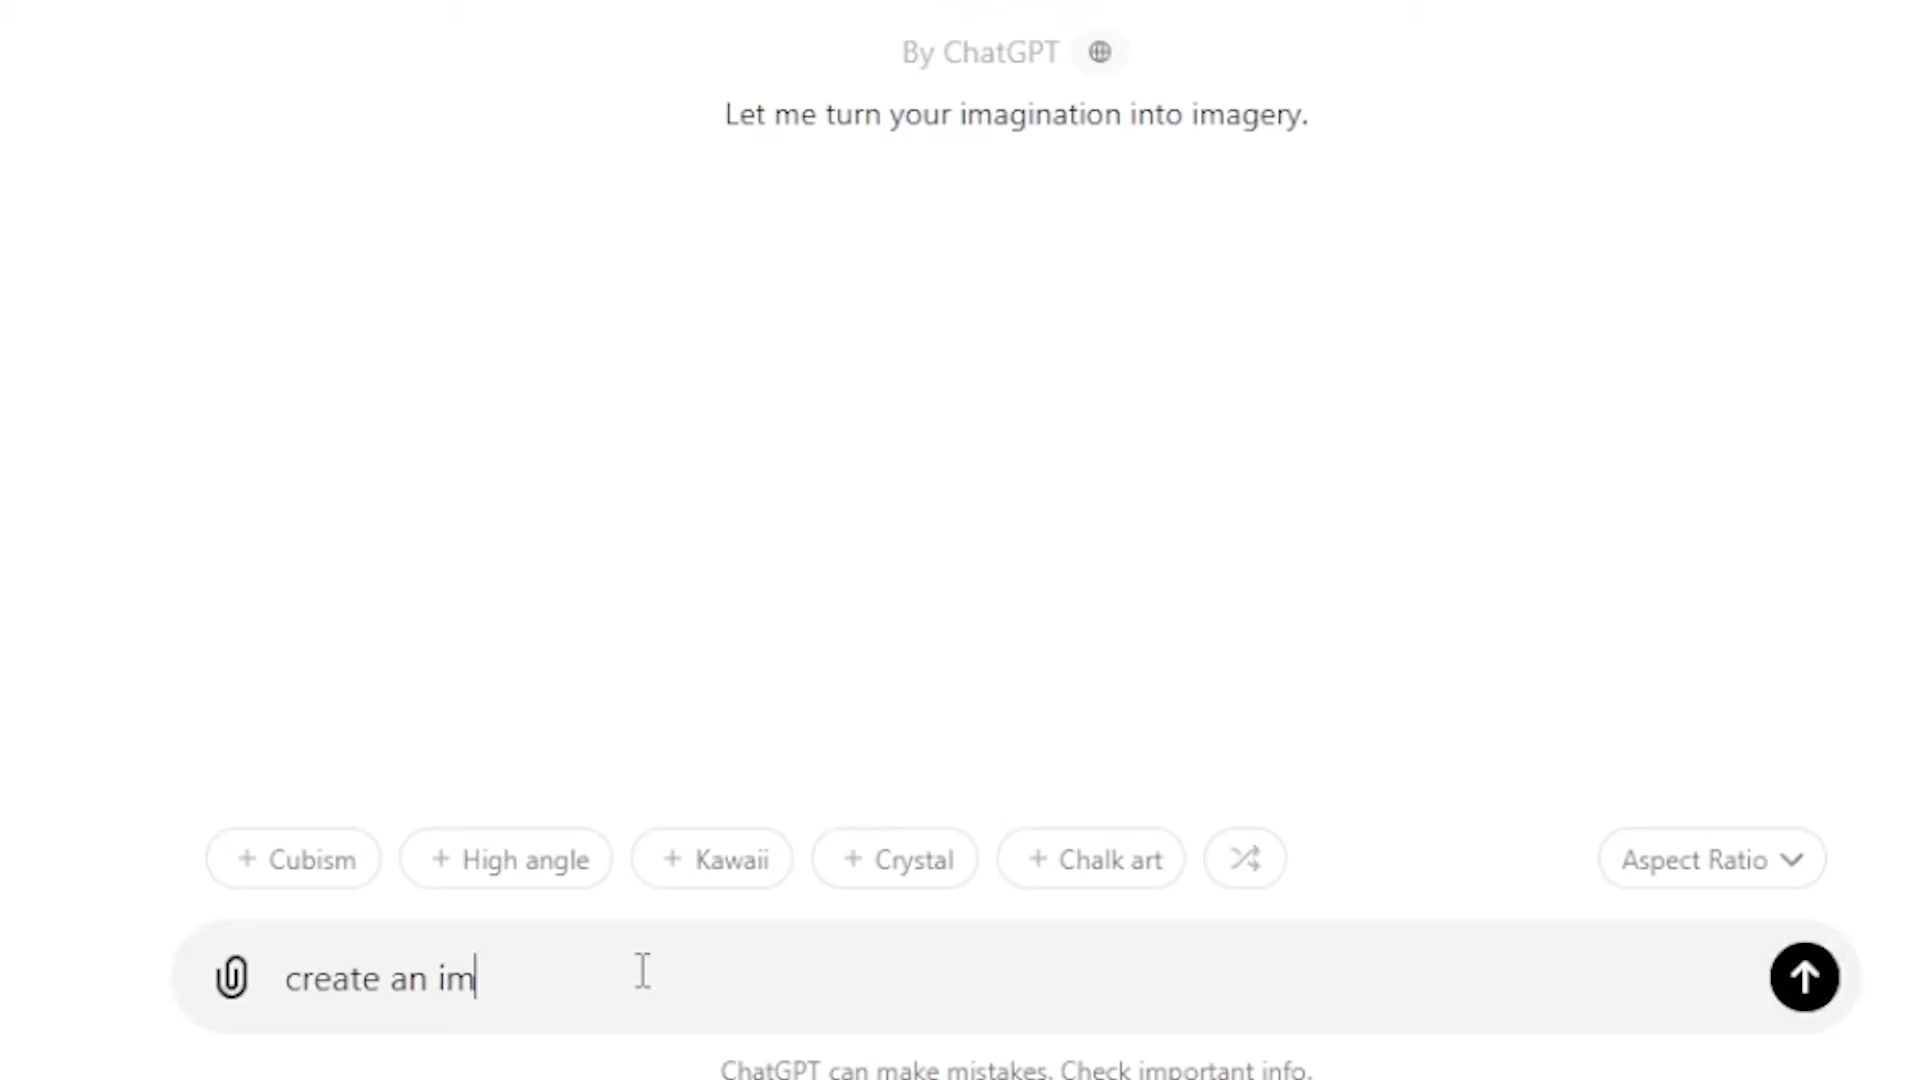 By ChatGPT
Let me turn your imagination into imagery.
+ Cubism + High angle + Kawaii + Crystal + Chalk art Aspect Ratio
create an im
ChatGPT can make mistakes. Check important info.